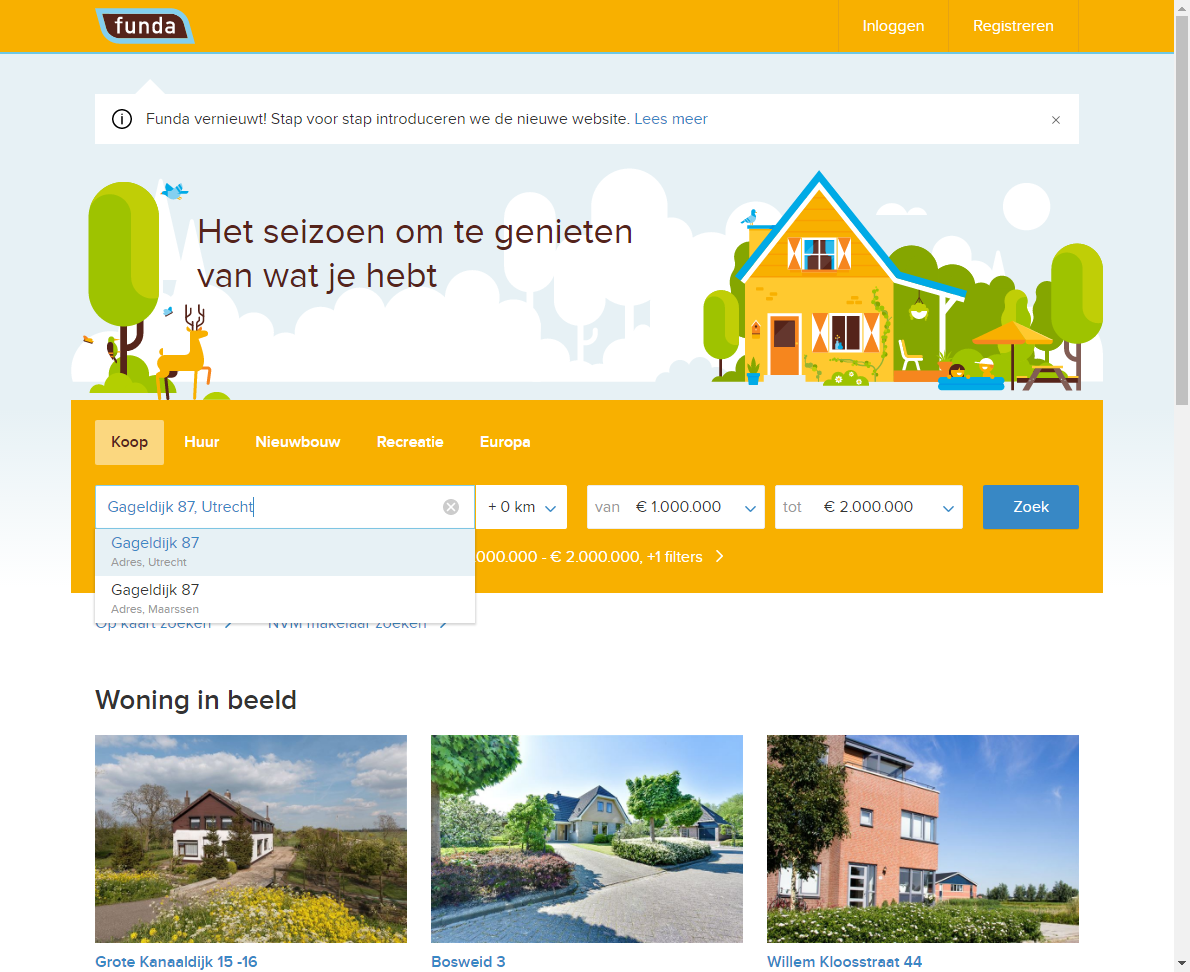 funda
Inloggen
Registreren
Funda vernieuwt! Stap voor stap introduceren we de nieuwe website. Lees meer
Het seizoen om te genieten
van wat je hebt
Koop
Huur
Nieuwbouw
Recreatie
Europa
Gageldijk 87, Utrecht
+ 0 km
van € 1.000.000
tot € 2.000.000
Zoek
Gageldijk 87
Adres, Utrecht
000.000 - € 2.000.000, +1 filters
Gageldijk 87
Adres, Maarssen
Op kaart zoeken
NVM makelaar zoeken
Woning in beeld
Grote Kanaaldijk 15 -16
Bosweid 3
Willem Kloosstraat 44